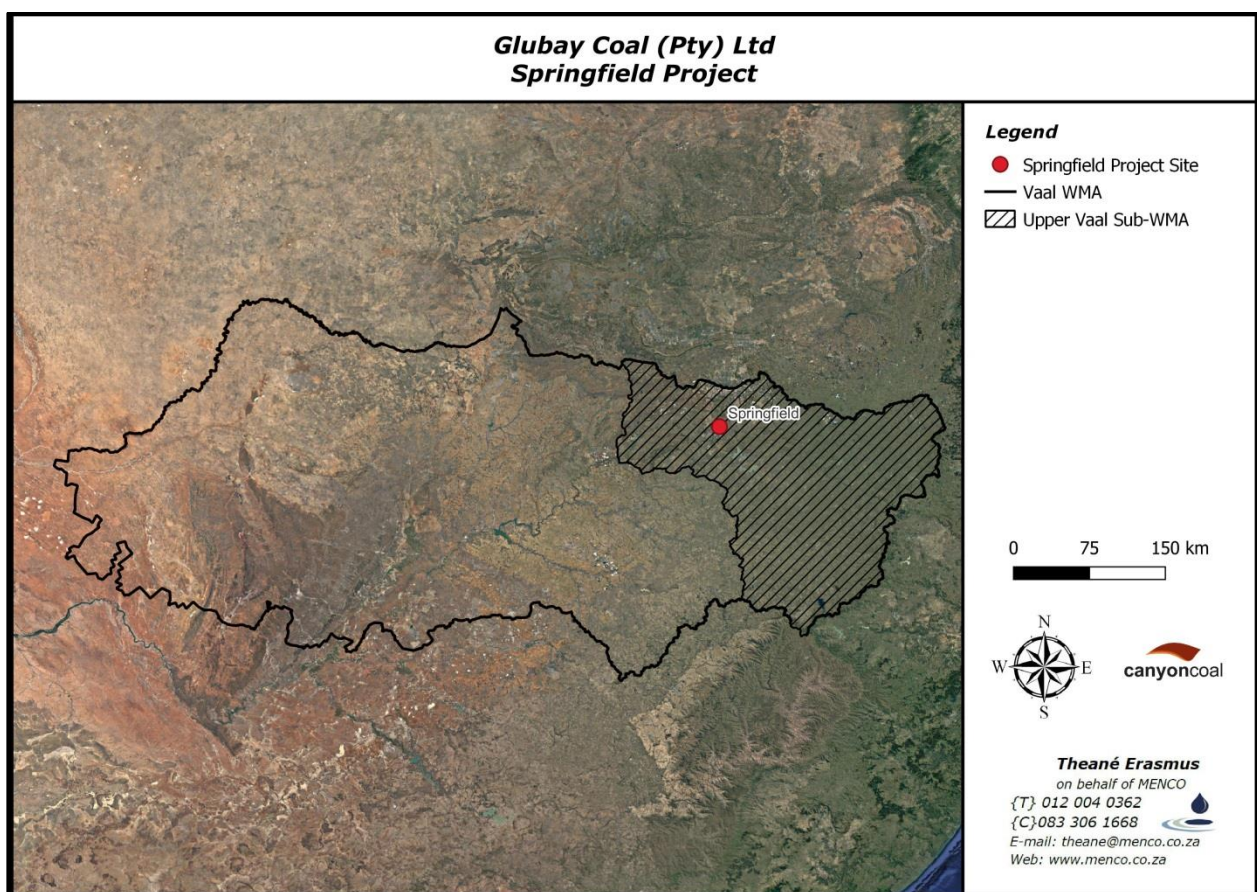 Glubay Coal (Pty) Ltd
Springfield Project
Legend
Springfield Project Site
Vaal WMA
Upper Vaal Sub-WMA
Springfield
0 75 150 km
N
W E
S
canyoncoal
Theané Erasmus
on behalf of MENCO
{T} 012 004 0362
{C}083 306 1668
E-mail: theane@menco.co.za
Web: www.menco.co.za